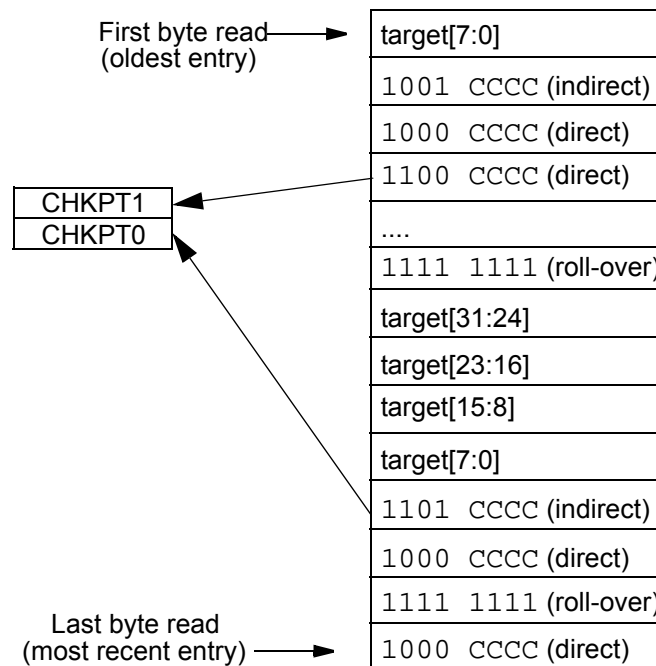 First byte read
(oldest entry)
target[7:0]
1001 CCCC (indirect)
1000 CCCC (direct)
1100 CCCC (direct)
CHKPT1
CHKPT0
....
1111 1111 (roll-over)
target[31:24]
target[23:16]
target[15:8]
target[7:0]
1101 CCCC (indirect)
1000 CCCC (direct)
1111 1111 (roll-over)
Last byte read
(most recent entry)
1000 CCCC (direct)